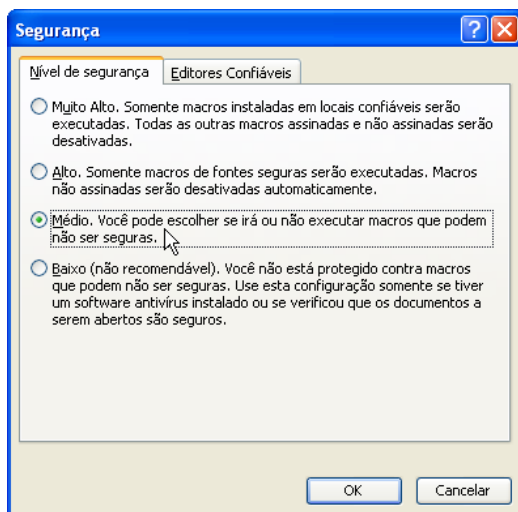 Segurança
Nível de segurança
Editores Confiáveis
Muito Alto. Somente macros instaladas em locais confiáveis serão
executadas. Todas as outras macros assinadas e não assinadas serão
desativadas.
Alto. Somente macros de fontes seguras serão executadas. Macros
não assinadas serão desativadas automaticamente.
Médio. Você pode escolher se irá ou não executar macros que podem
não ser seguras.
Baixo (não recomendável). Você não está protegido contra macros
que podem não ser seguras. Use esta configuração somente se tiver
um software antivírus instalado ou se verificou que os documentos a
serem abertos são seguros.
OK
Cancelar